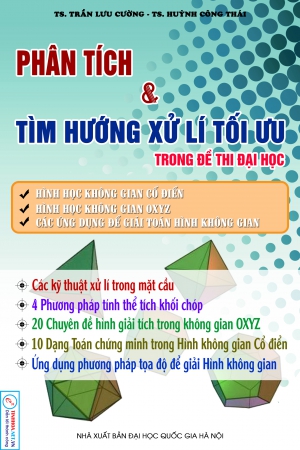 TS. TRẦN LƯU CƯỜNG - TS. HUỲNH CÔNG THÁI
PHÂN TÍCH
&
TÌM HƯỚNG XỬ LÍ TỐI ƯU
TRONG ĐỀ THI ĐẠI HỌC
HÌNH HỌC KHÔNG GIAN CỔ ĐIỂN
HÌNH HỌC KHÔNG GIAN OXYZ
CÁC ỨNG DỤNG ĐỂ GIẢI TOÁN HÌNH KHÔNG GIAN
Các kỹ thuật xử lí trong mặt cầu
4 Phương pháp tính thể tích khối chóp
20 Chuyên đề hình giải tích trong không gian OXYZ
10 Dạng Toán chứng minh trong Hình không gian Cổ điển
Ứng dụng phương pháp tọa độ để giải Hình không gian
NHÀ XUẤT BẢN ĐẠI HỌC QUỐC GIA HÀ NỘI